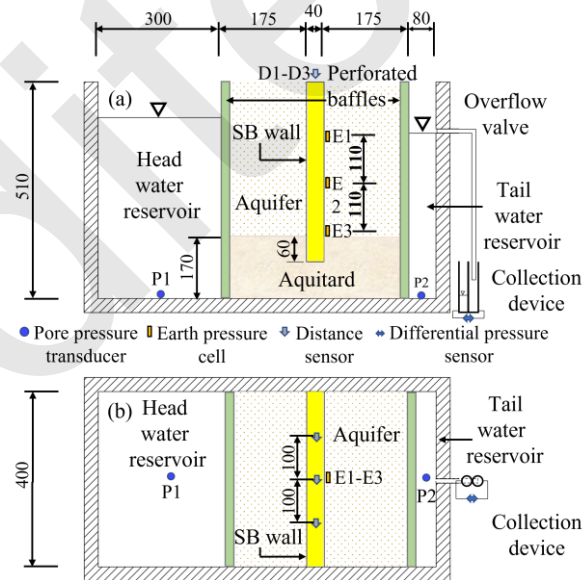 300
175
40
175
80
D1-D3
Perforated
baffles
(a)
Overflow
valve
SB wall
E1
110
E
2
110
E3
Head
water
reservoir
Aquifer
510
170
60
Aquitard
Tail
water
reservoir
P1
P2
Collection
device
Pore pressure
transducer
Earth pressure
cell
Distance
sensor
Differential pressure
sensor
(b)
Head
water
reservoir
P1
400
100
100
Aquifer
E1-E3
SB wall
P2
Tail
water
reservoir
Collection
device